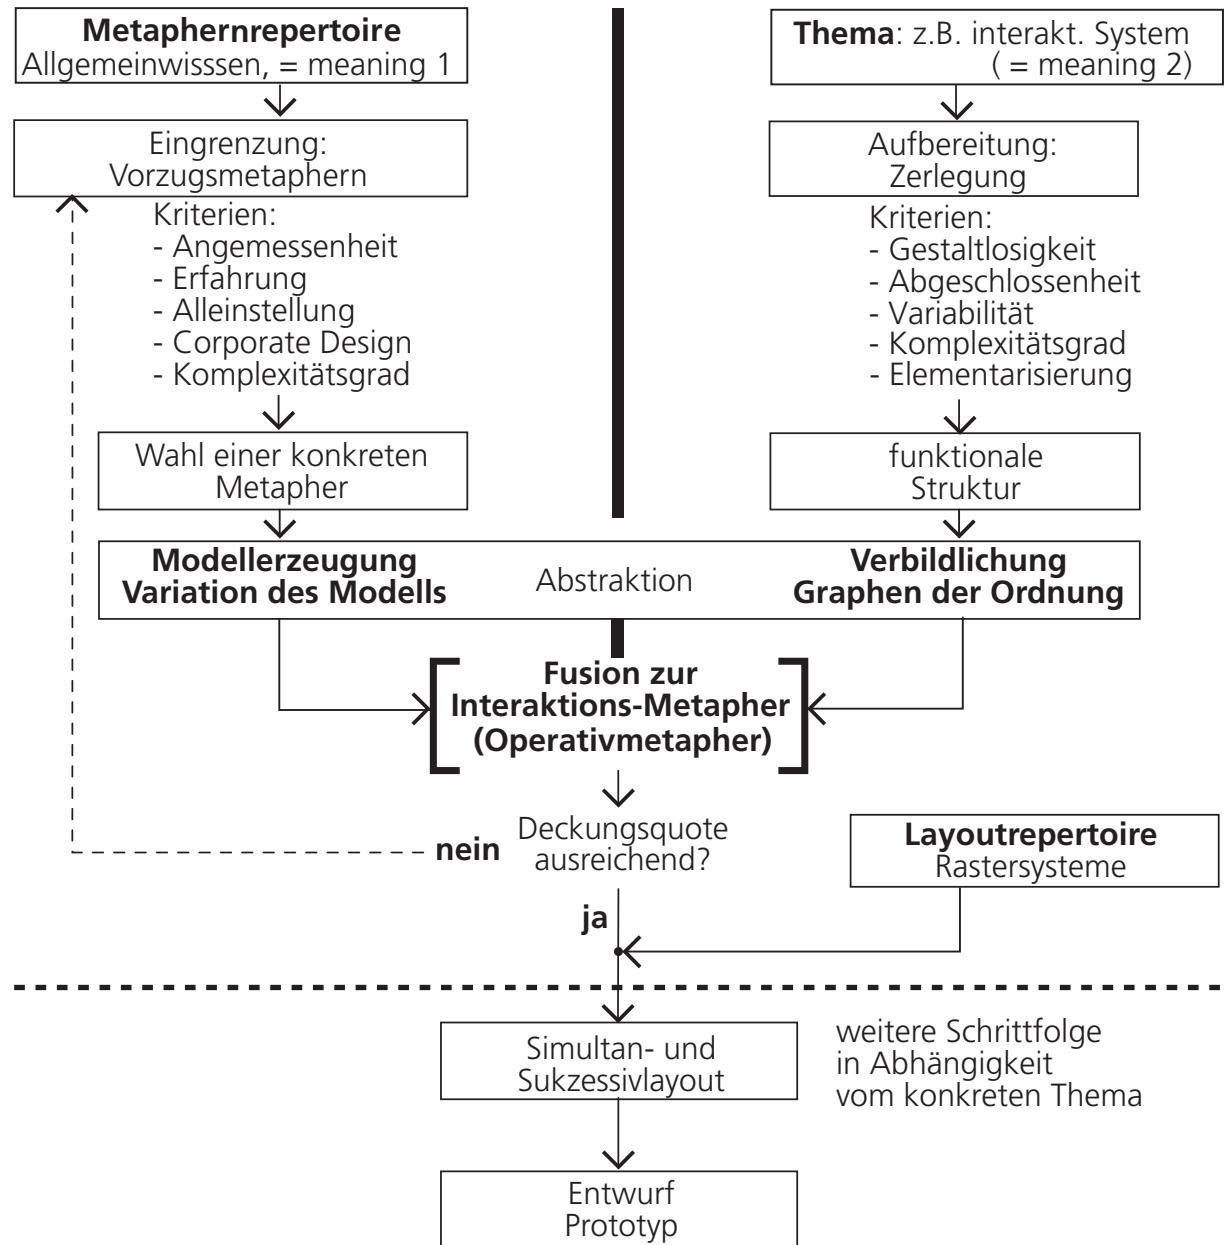 Metaphernrepertoire
Allgemeinwisssen, = meaning 1
Eingrenzung:
Vorzugsmetaphern
Kriterien:
- Angemessenheit
- Erfahrung
- Alleinstellung
- Corporate Design
- Komplexitätsgrad
Wahl einer konkreten
Metapher
Thema: z.B. interakt. System
( = meaning 2)
Aufbereitung:
Zerlegung
Kriterien:
- Gestaltlosigkeit
- Abgeschlossenheit
- Variabilität
- Komplexitätsgrad
- Elementarisierung
funktionale
Struktur
Modellerzeugung
Variation des Modells
Abstraktion
Verbildlichung
Graphen der Ordnung
Fusion zur
Interaktions-Metapher
(Operativmetapher)
nein
Deckungsquote
ausreichend?
Layoutrepertoire
Rastersysteme
ja
Simultan- und
Sukzessivlayout
weitere Schrittfolge
in Abhängigkeit
vom konkreten Thema
Entwurf
Prototyp